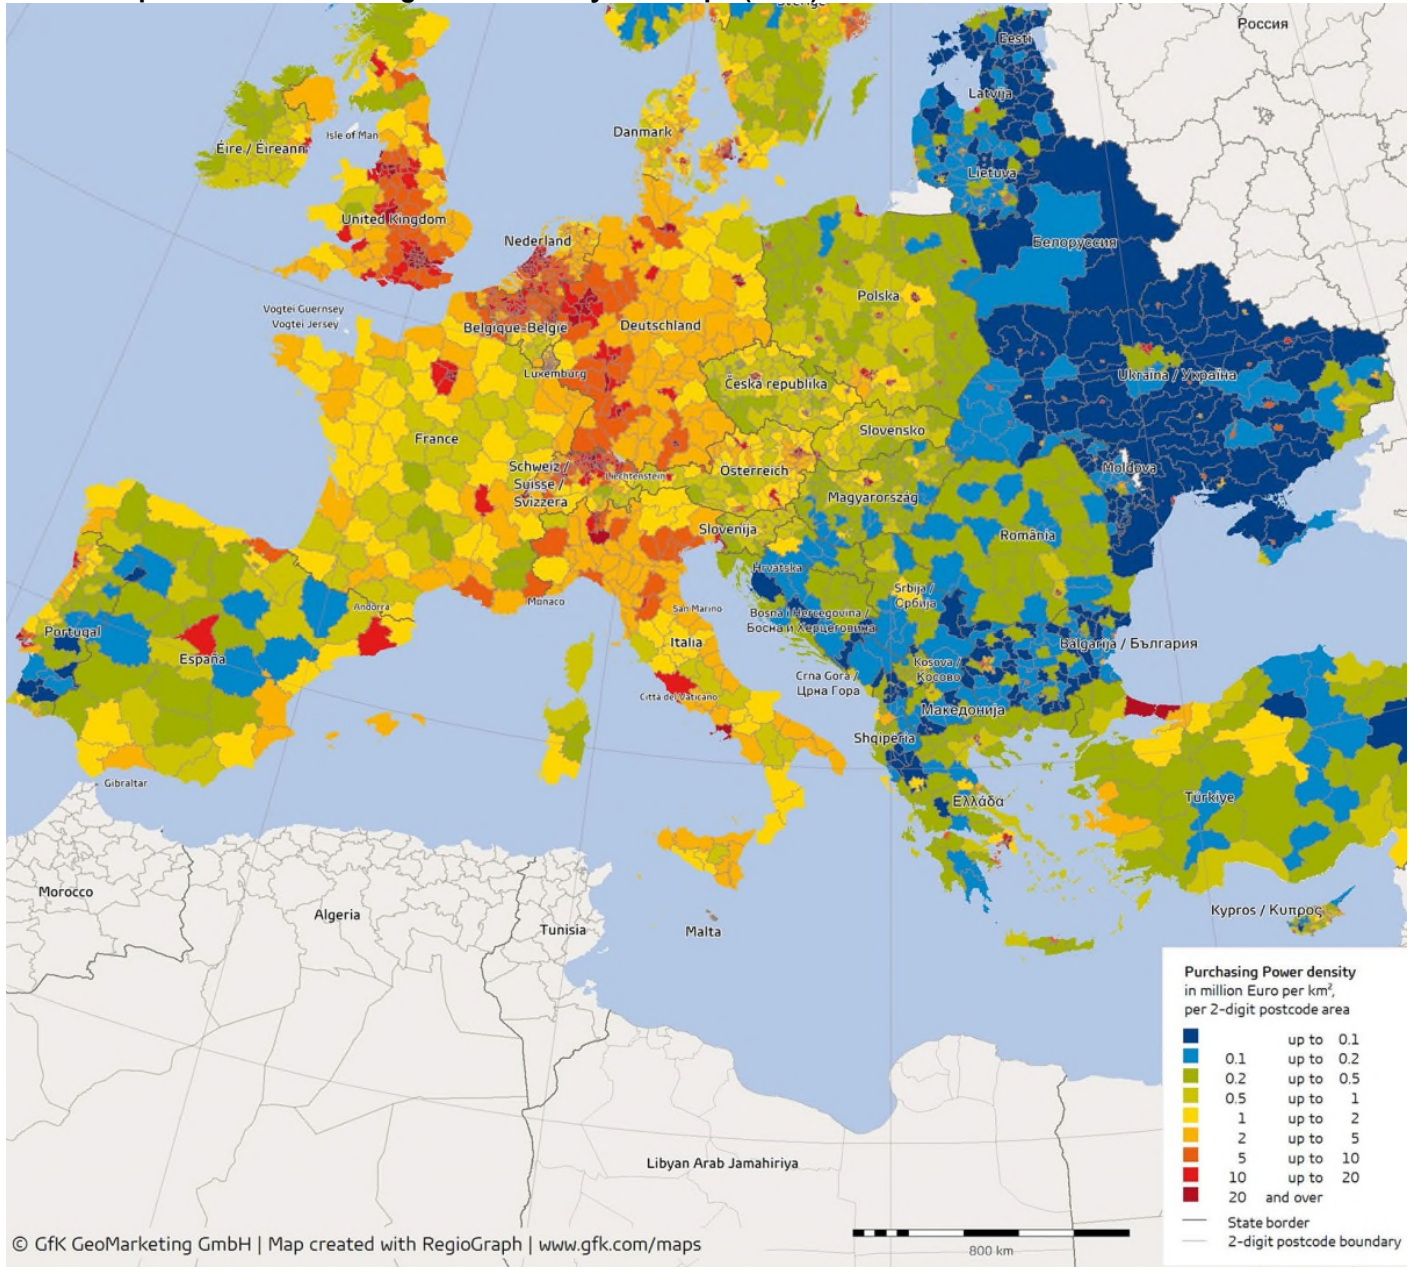 Sverige
Россия
Eesti
Latvija
Danmark
Isle of Man
Éire / Éireann
Lietuva
United Kingdom
Nederland
Белоруссия
Polska
Vogtei Guernsey
Vogtei Jersey
Belgique-België
Deutschland
Luxemburg
Česká republika
Ukraïna / Україна
France
Slovensko
Schweiz /
Suisse /
Svizzera
Liechtenstein
Österreich
Moldova
Magyarország
Slovenija
România
Hrvatska
Srbija /
Србија
Andorra
Monaco
San Marino
Bosna i Hercegovina /
Босна и Херцеговина
Portugal
España
Italia
Bălgarija / България
Kosova /
Косово
Crna Gora /
Црна Гора
Città del Vaticano
Македонија
Shqipëria
Gibraltar
Türkiye
Ελλάδα
Morocco
Algeria
Tunisia
Malta
Kypros / Κυπρος
Purchasing Power density
in million Euro per km²,
per 2-digit postcode area
up to 0.1
0.1 up to 0.2
0.2 up to 0.5
0.5 up to 1
1 up to 2
2 up to 5
5 up to 10
10 up to 20
20 and over
State border
2-digit postcode boundary
Libyan Arab Jamahiriya
800 km
© GfK GeoMarketing GmbH | Map created with RegioGraph | www.gfk.com/maps